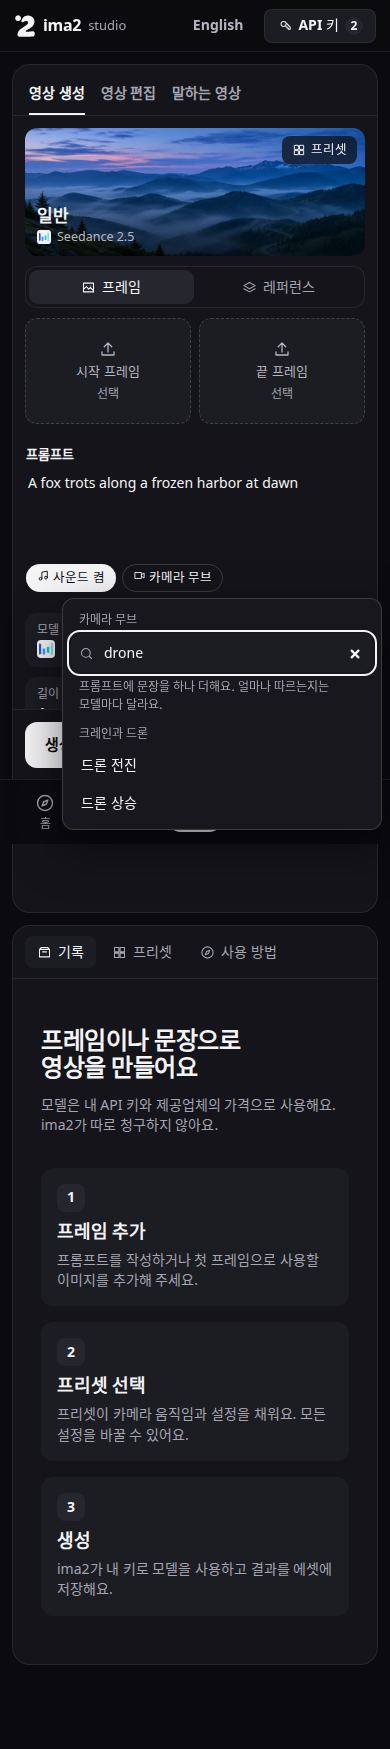 ima2 studio English API 키 2
영상 생성 영상 편집 말하는 영상
프리셋
일반
Seedance 2.5
프레임 레퍼런스
시작 프레임 끝 프레임
선택 선택
프롬프트
A fox trots along a frozen harbor at dawn
사운드 켬 카메라 무브
카메라 무브
모델
drone
프롬프트에 문장을 하나 더해요. 얼마나 따르는지는
모델마다 달라요.
길이
크레인과 드론
드론 전진
드론 상승
홈
기록 프리셋 사용 방법
프레임이나 문장으로
영상을 만들어요
모델은 내 API 키와 제공업체의 가격으로 사용해요.
ima2가 따로 청구하지 않아요.
1
프레임 추가
프롬프트를 작성하거나 첫 프레임으로 사용할
이미지를 추가해 주세요.
2
프리셋 선택
프리셋이 카메라 움직임과 설정을 채워요. 모든
설정을 바꿀 수 있어요.
3
생성
ima2가 내 키로 모델을 사용하고 결과를 에셋에
저장해요.